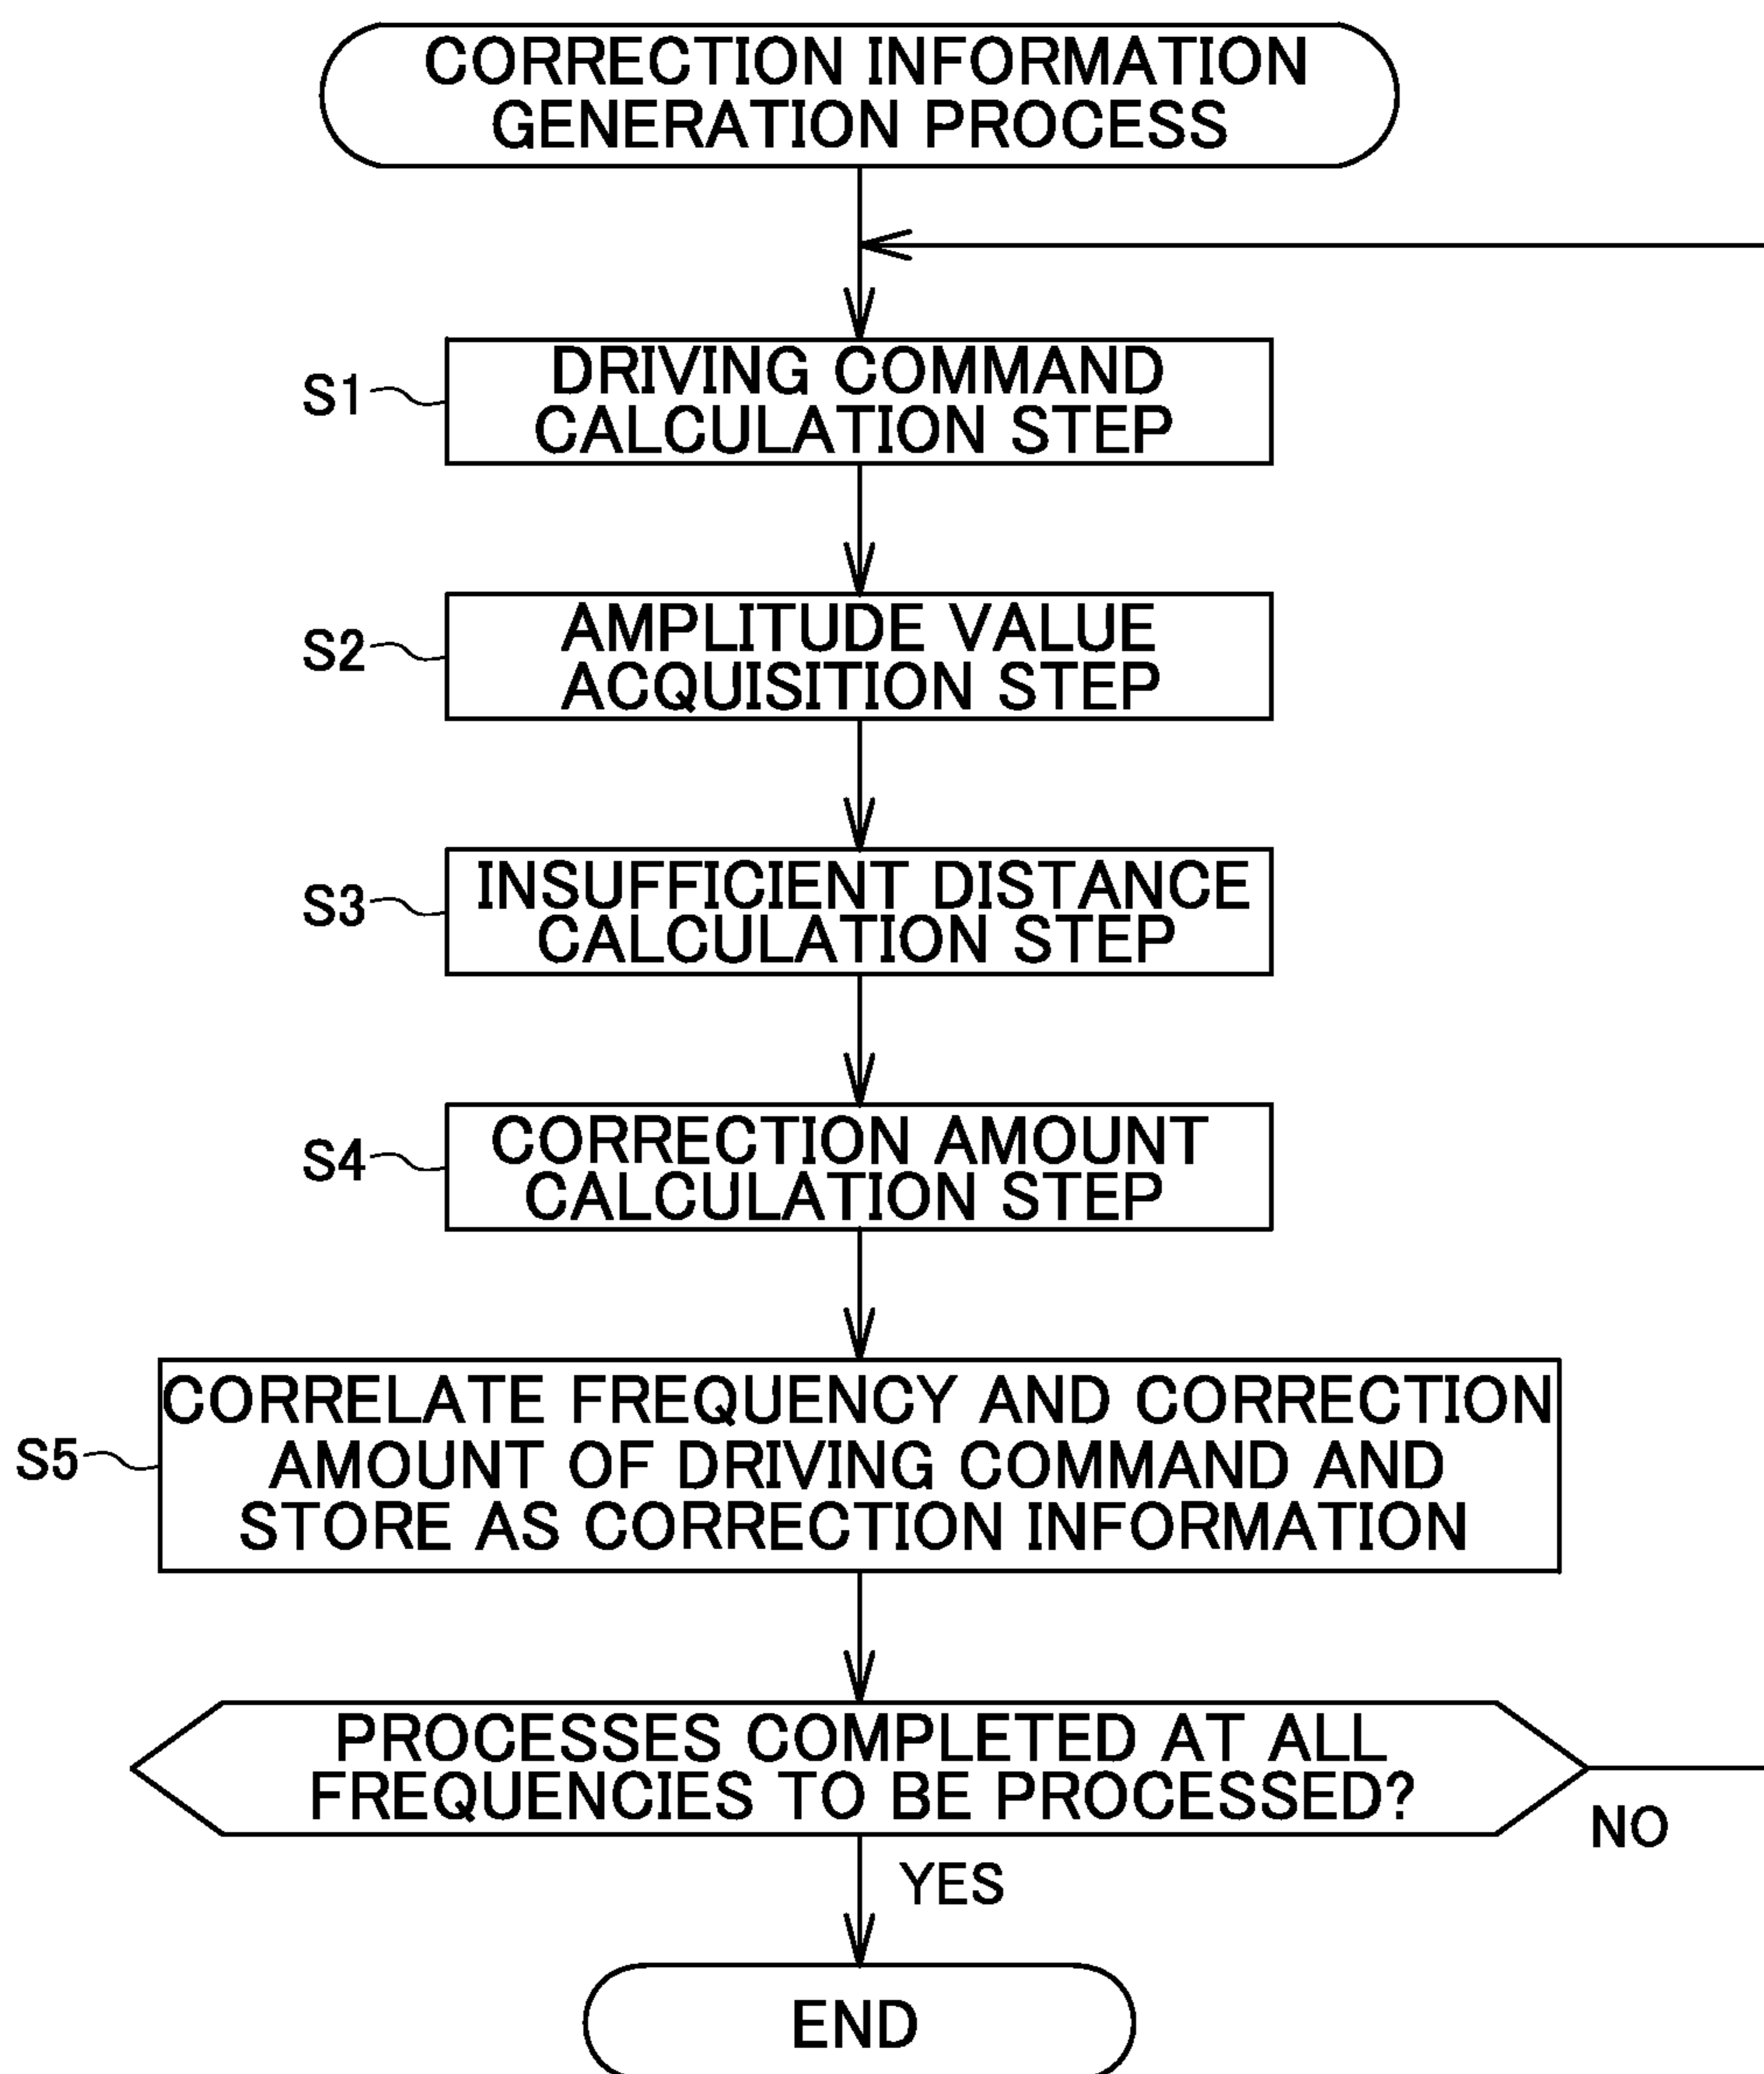 CORRECTION INFORMATION
GENERATION PROCESS
S1
DRIVING COMMAND
CALCULATION STEP
S2
AMPLITUDE VALUE
ACQUISITION STEP
S3
INSUFFICIENT DISTANCE
CALCULATION STEP
S4
CORRECTION AMOUNT
CALCULATION STEP
S5
CORRELATE FREQUENCY AND CORRECTION
AMOUNT OF DRIVING COMMAND AND
STORE AS CORRECTION INFORMATION
PROCESSES COMPLETED AT ALL
FREQUENCIES TO BE PROCESSED?
NO
YES
END